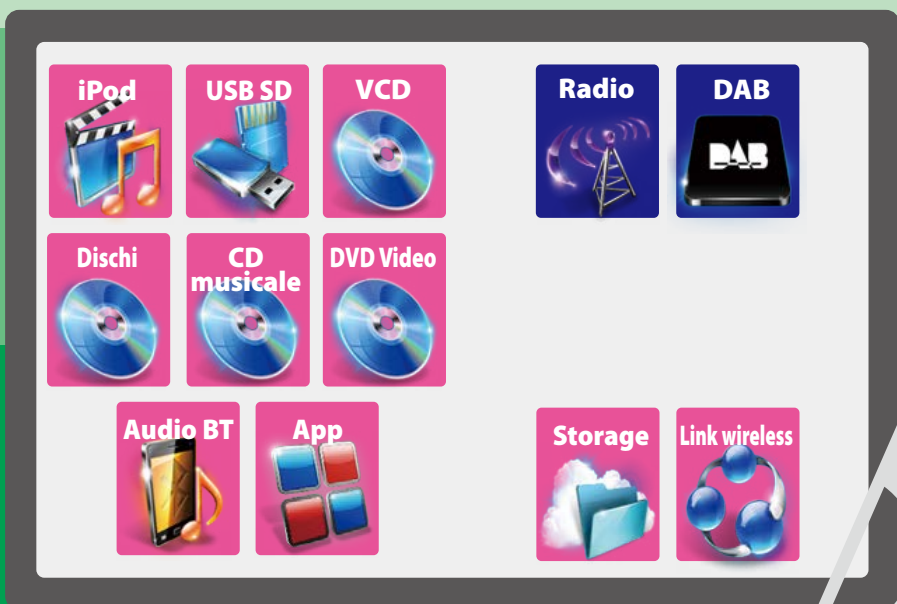 iPod
USB SD
VCD
Radio
DAB
DAB
Dischi
CD
musicale
DVD Video
Audio BT
App
Storage
Link wireless